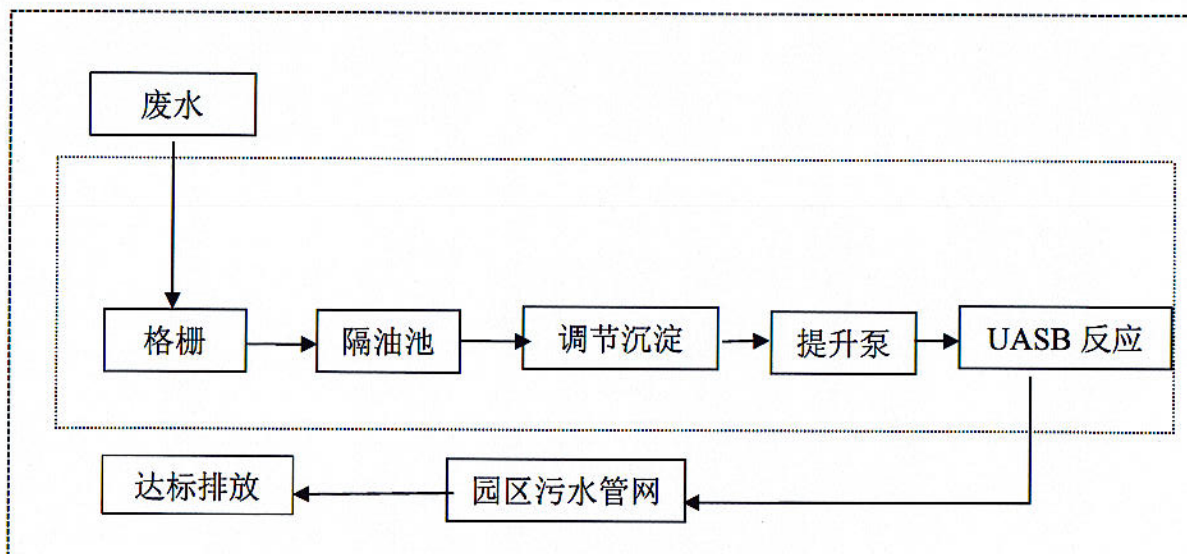 废水
格栅
隔油池
调节沉淀
提升泵
UASB 反应
达标排放
园区污水管网